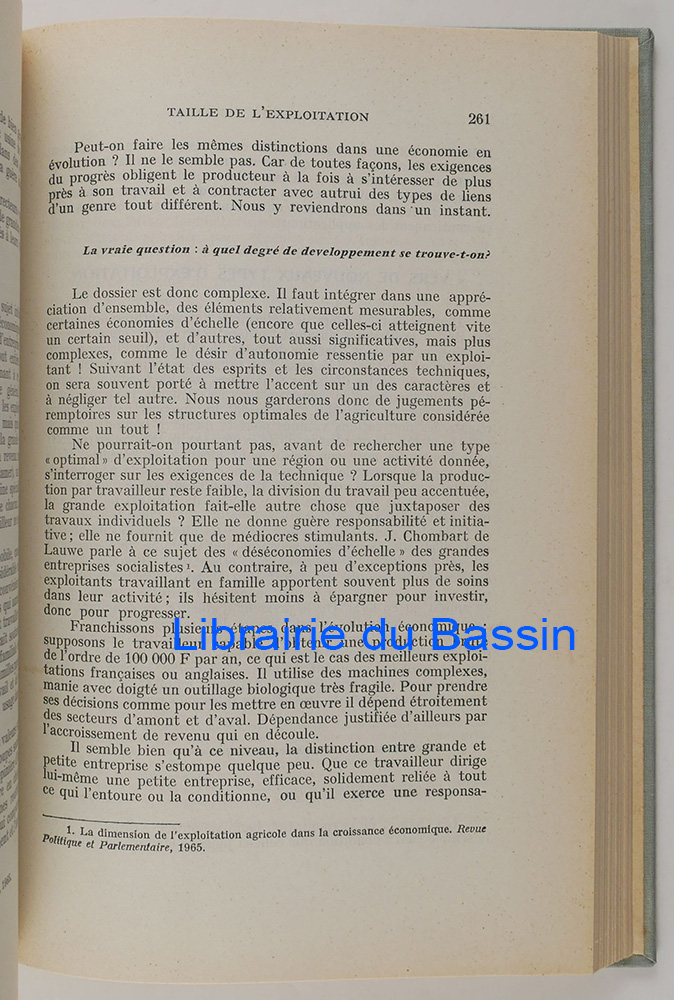 TAILLE DE L'EXPLOITATION 261
Peut-on faire les mêmes distinctions dans une économie en
évolution ? Il ne le semble pas. Car de toutes façons, les exigences
du progrès obligent le producteur à la fois à s'intéresser de plus
près à son travail et à contracter avec autrui des types de liens
d'un genre tout différent. Nous y reviendrons dans un instant.
La vraie question : à quel degré de developpement se trouve-t-on?
Le dossier est donc complexe. Il faut intégrer dans une appré-
ciation d'ensemble, des éléments relativement mesurables, comme
certaines économies d'échelle (encore que celles-ci atteignent vite
un certain seuil), et d'autres, tout aussi significatives, mais plus
complexes, comme le désir d'autonomie ressentie par un exploi-
tant ! Suivant l'état des esprits et les circonstances techniques,
on sera souvent porté à mettre l'accent sur un des caractères et
à négliger tel autre. Nous nous garderons donc de jugements pé-
remptoires sur les structures optimales de l'agriculture considérée
comme un tout !
Ne pourrait-on pourtant pas, avant de rechercher une type
« optimal » d'exploitation pour une région ou une activité donnée,
s'interroger sur les exigences de la technique ? Lorsque la produc-
tion par travailleur reste faible, la division du travail peu accentuée,
la grande exploitation fait-elle autre chose que juxtaposer des
travaux individuels ? Elle ne donne guère responsabilité et initia-
tive ; elle ne fournit que de médiocres stimulants. J. Chombart de
Lauwe parle à ce sujet des « déséconomies d'échelle » des grandes
entreprises socialistes¹. Au contraire, à peu d'exceptions près, les
exploitants travaillant en famille apportent souvent plus de soins
dans leur activité ; ils hésitent moins à épargner pour investir,
donc pour progresser.
Franchissons plusieurs étapes dans l'évolution économique ;
Librairie du Bassin
supposons le travailleur capable d'obtenir une production brute
de l'ordre de 100 000 F par an, ce qui est le cas des meilleurs exploi-
tations françaises ou anglaises. Il utilise des machines complexes,
manie avec doigté un outillage biologique très fragile. Pour prendre
ses décisions comme pour les mettre en œuvre il dépend étroitement
des secteurs d'amont et d'aval. Dépendance justifiée d'ailleurs par
l'accroissement de revenu qui en découle.
Il semble bien qu'à ce niveau, la distinction entre grande et
petite entreprise s'estompe quelque peu. Que ce travailleur dirige
lui-même une petite entreprise, efficace, solidement reliée à tout
ce qui l'entoure ou la conditionne, ou qu'il exerce une responsa-
1. La dimension de l'exploitation agricole dans la croissance économique. Revue
Politique et Parlementaire, 1965.